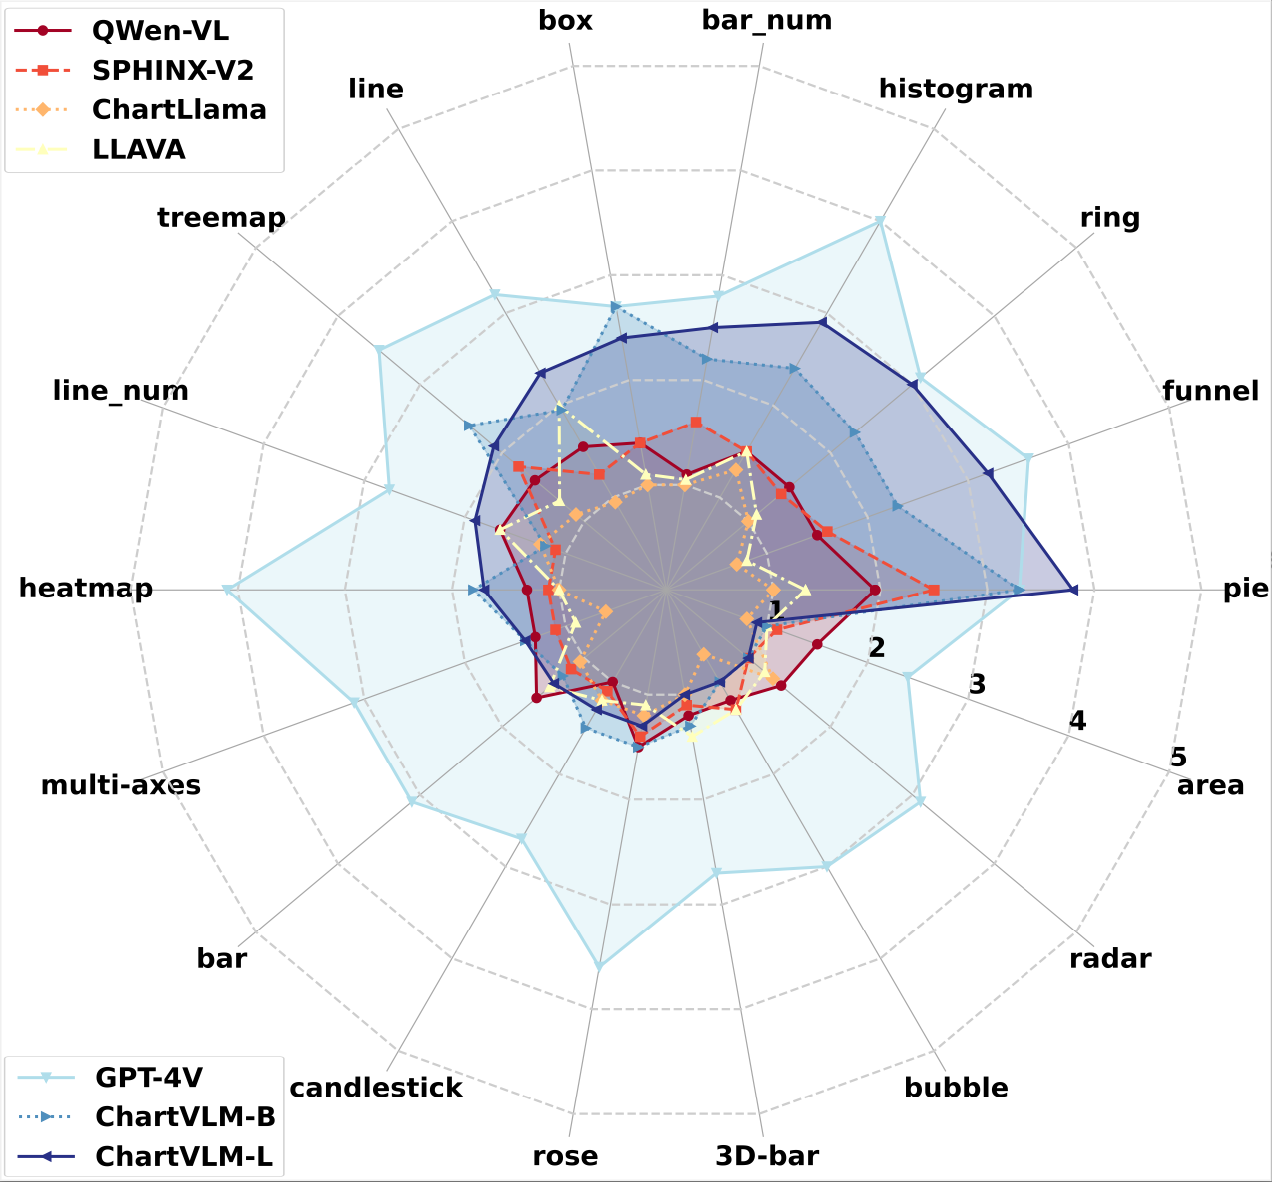 QWen-VL
SPHINX-V2
ChartLlama
LLAVA
box
bar_num
line
histogram
treemap
ring
line_num
funnel
heatmap
pie
1
2
3
4
5
multi-axes
area
bar
radar
candlestick
bubble
rose
3D-bar
GPT-4V
ChartVLM-B
ChartVLM-L